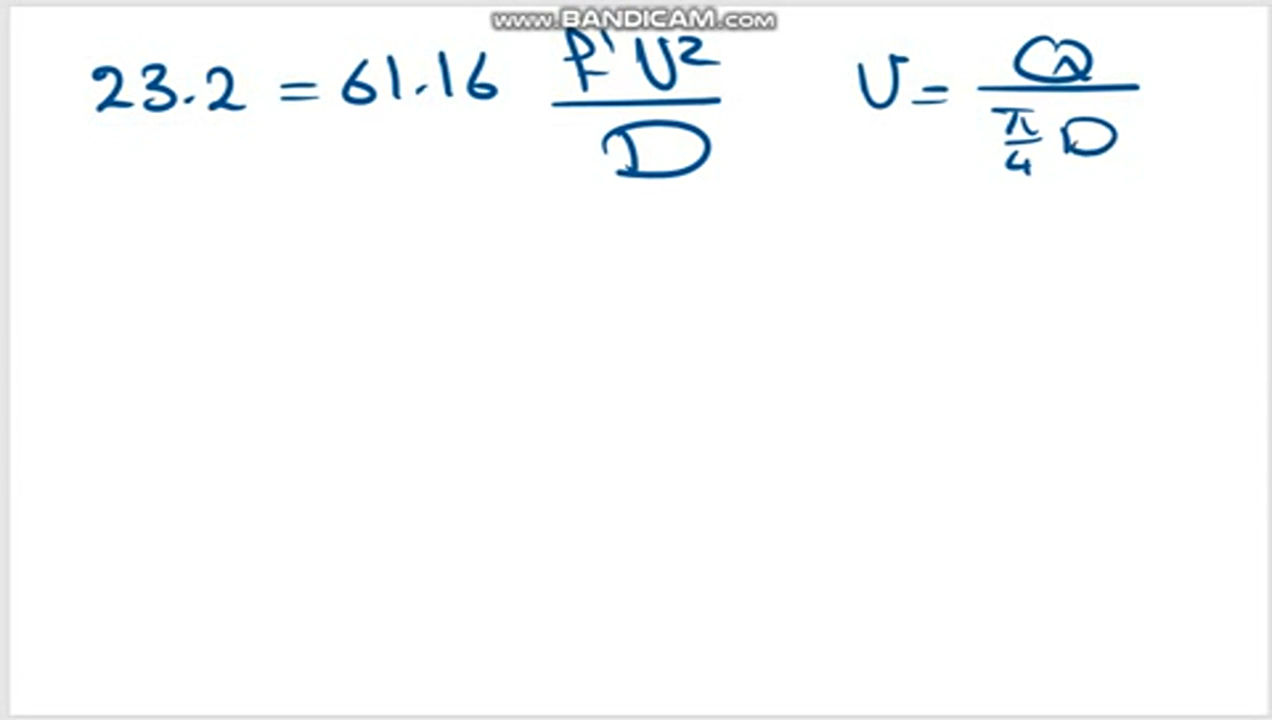 www.BANDICAM.com
23.2 = 61.16 f'U²/D U = Q/(π/4 D)